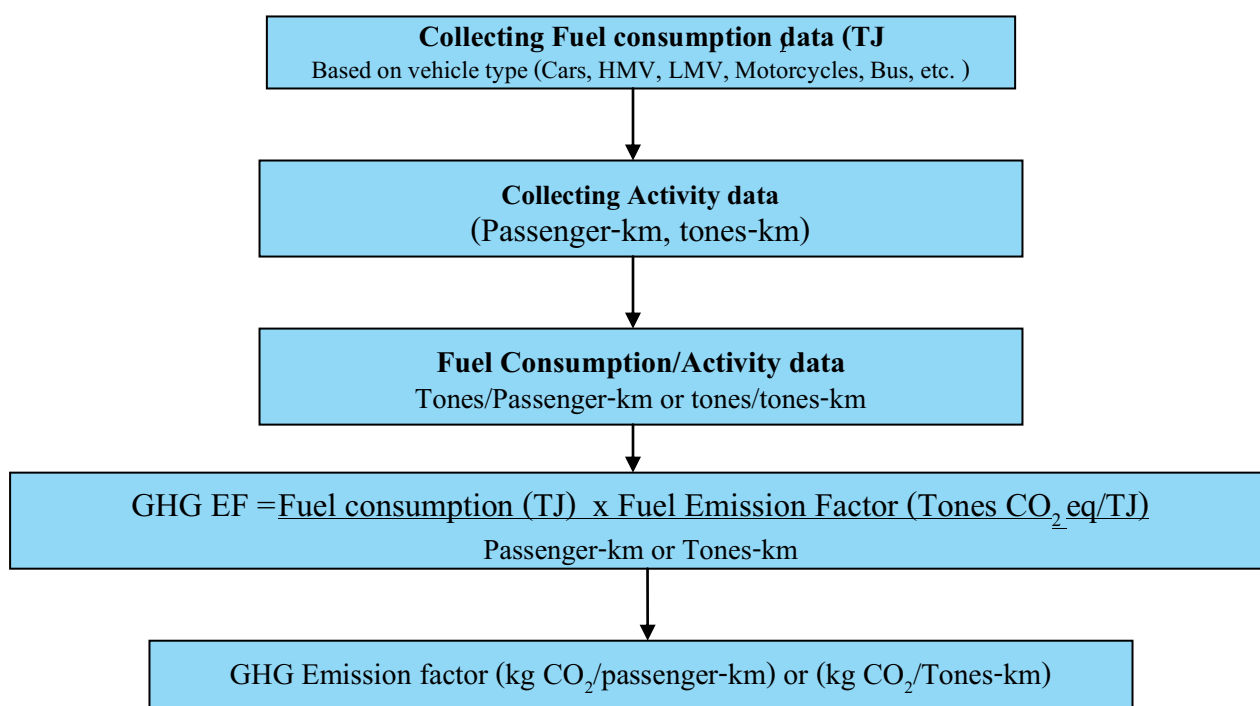 Collecting Fuel consumption data (TJ
Based on vehicle type (Cars, HMV, LMV, Motorcycles, Bus, etc. )
Collecting Activity data
(Passenger-km, tones-km)
Fuel Consumption/Activity data
Tones/Passenger-km or tones/tones-km
GHG EF =Fuel consumption (TJ) x Fuel Emission Factor (Tones CO₂ eq/TJ)
Passenger-km or Tones-km
GHG Emission factor (kg CO₂/passenger-km) or (kg CO₂/Tones-km)